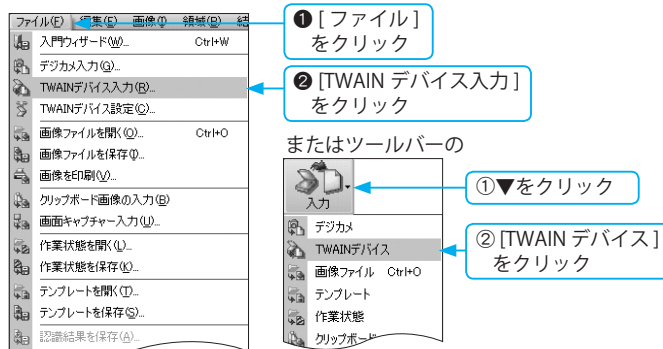 ファイル(F) 編集(E) 画像(I) 領域(R) 結
入門ウィザード(W)... Ctrl+W
デジカメ入力(G)...
TWAINデバイス入力(R)...
TWAINデバイス設定(C)...
画像ファイルを開く(O)... Ctrl+O
画像ファイルを保存(I)...
画像を印刷(V)...
クリップボード画像の入力(B)
画面キャプチャー入力(U)...
作業状態を開く(L)...
作業状態を保存(K)...
テンプレートを開く(T)...
テンプレートを保存(S)...
認識結果を保存(A)...
❶ [ ファイル ]
をクリック
❷ [TWAIN デバイス入力 ]
をクリック
またはツールバーの
入力
デジカメ
TWAINデバイス
画像ファイル Ctrl+O
テンプレート
作業状態
クリップボード
①▼をクリック
② [TWAIN デバイス ]
をクリック